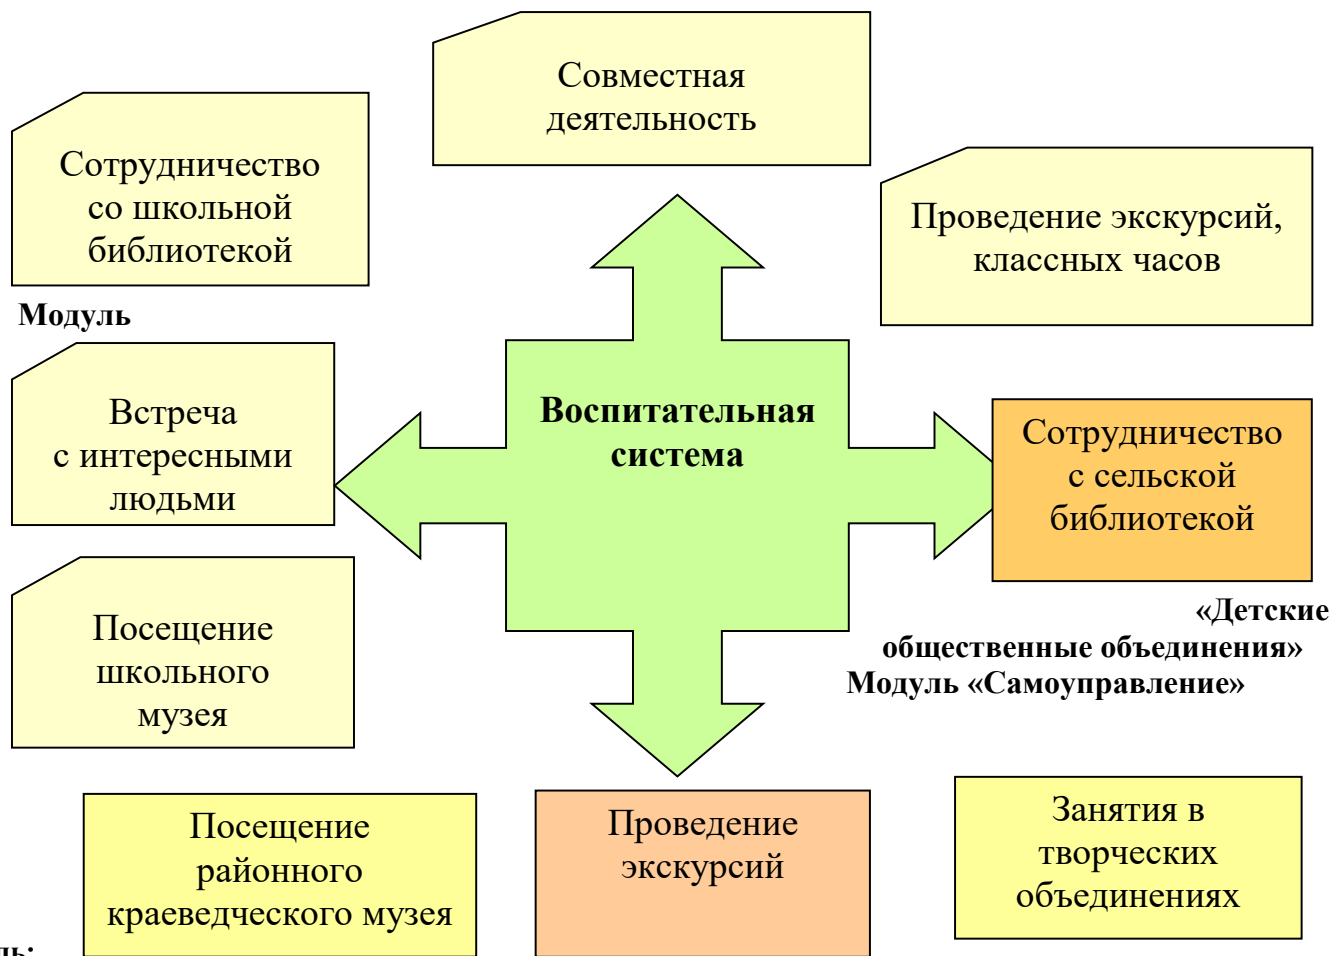 Совместная
деятельность
Сотрудничество
со школьной
библиотекой
Проведение экскурсий,
классных часов
Модуль
Встреча
с интересными
людьми
Воспитательная
система
Сотрудничество
с сельской
библиотекой
Посещение
школьного
музея
«Детские
общественные объединения»
Модуль «Самоуправление»
Посещение
районного
краеведческого музея
Проведение
экскурсий
Занятия в
творческих
объединениях